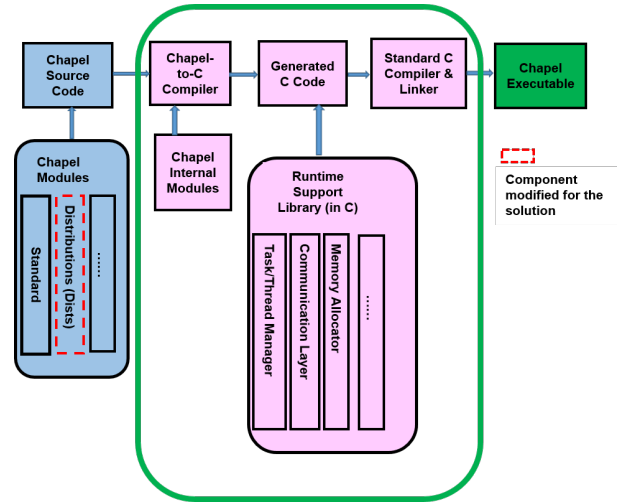 Chapel
Source
Code
Chapel-
to-C
Compiler
Generated
C Code
Standard C
Compiler &
Linker
Chapel
Executable
Chapel
Modules
Standard
Distributions (Dists)
......
Chapel
Internal
Modules
Runtime
Support
Library (in C)
Task/Thread Manager
Communication Layer
Memory Allocator
......
Component
modified for the
solution